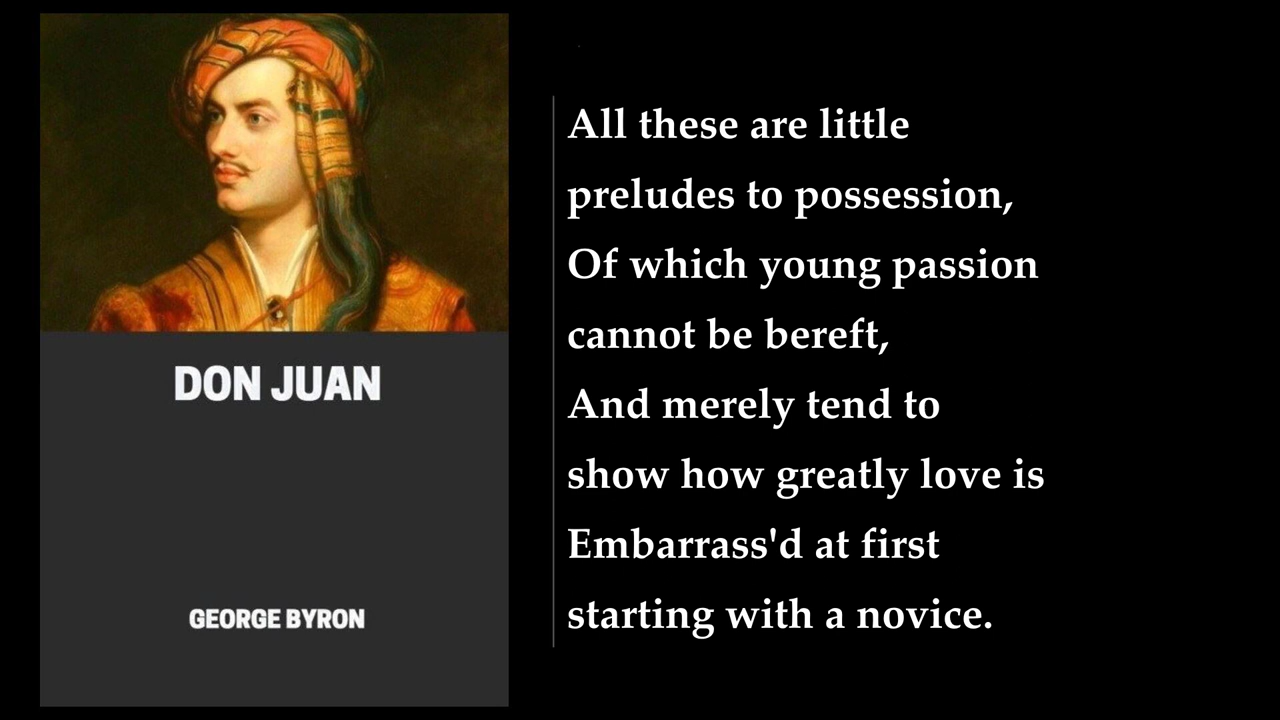 DON JUAN
GEORGE BYRON
All these are little
preludes to possession,
Of which young passion
cannot be bereft,
And merely tend to
show how greatly love is
Embarrass'd at first
starting with a novice.